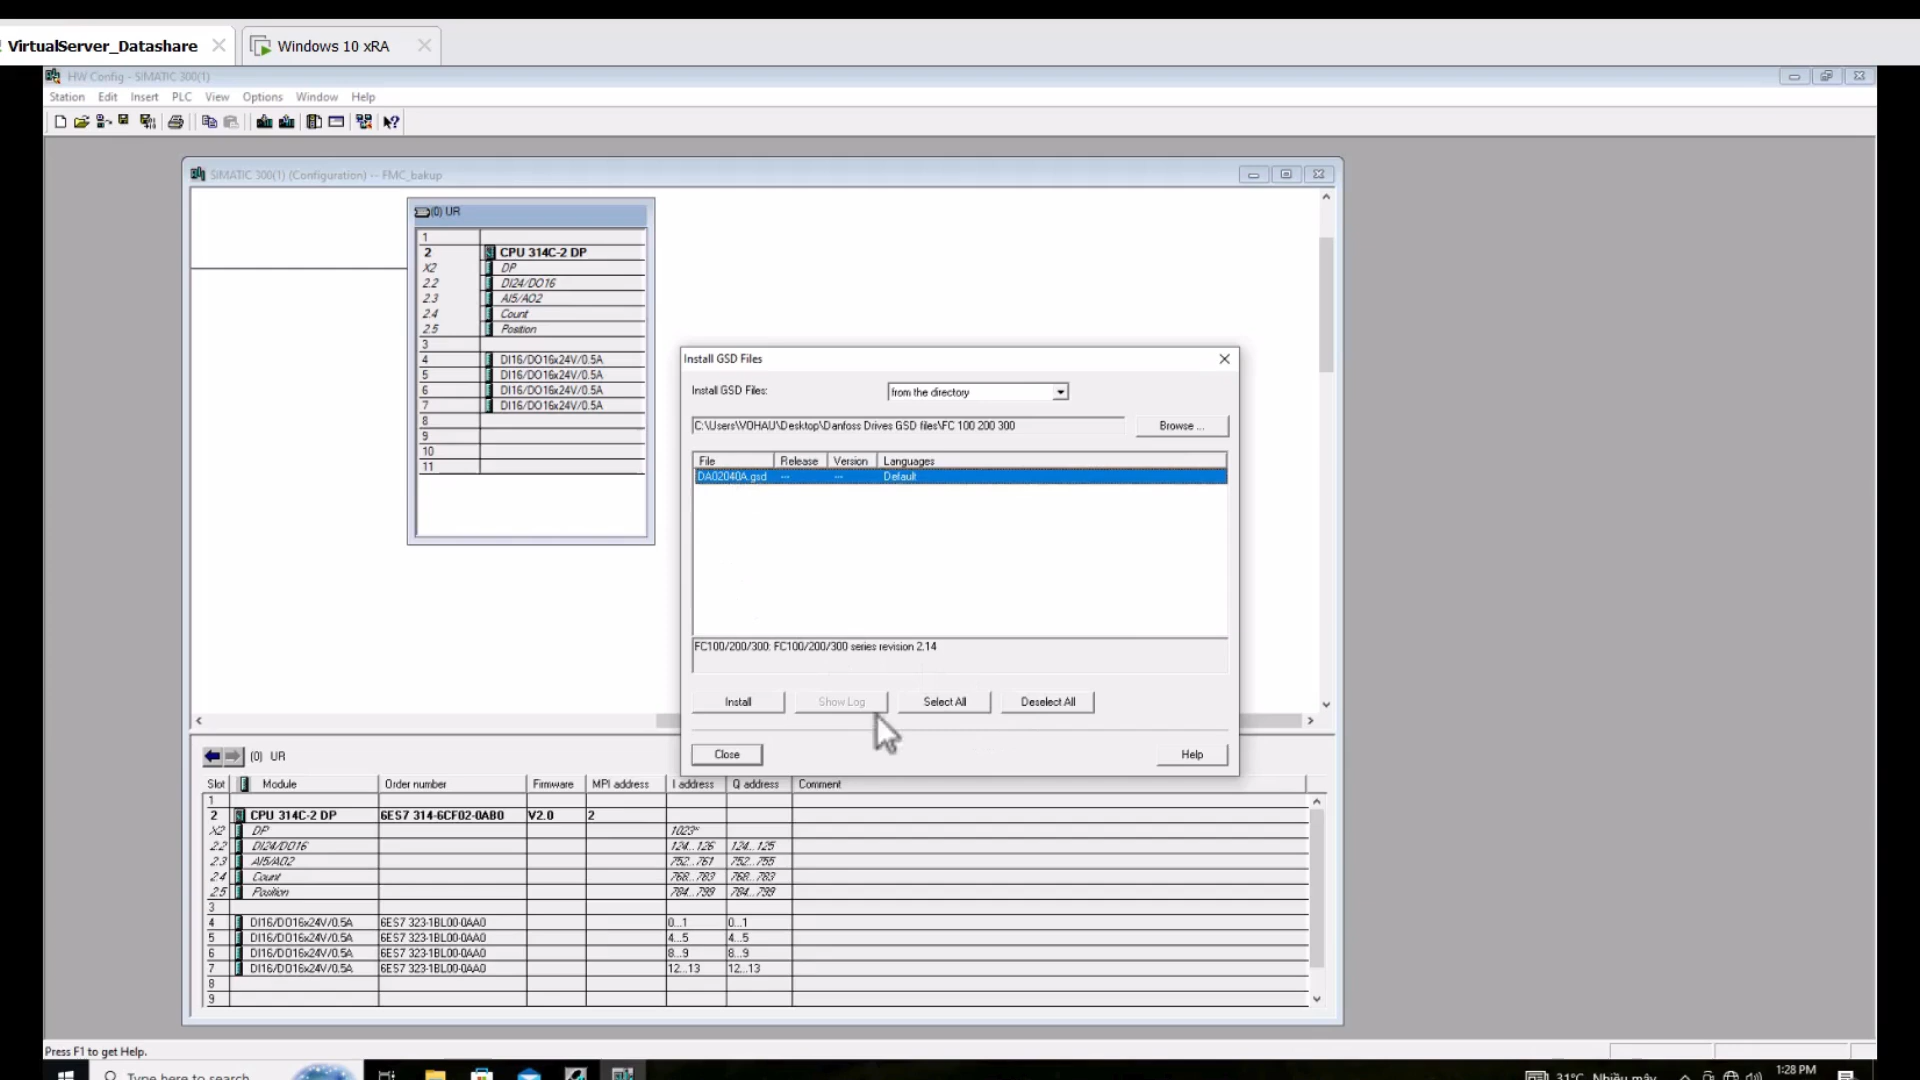 VirtualServer_Datashare
Windows 10 xRA
HW Config - SIMATIC 300(1)
Station Edit Insert PLC View Options Window Help
SIMATIC 300(1) (Configuration) -- FMC_bakup
(0) UR
1
2 CPU 314C-2 DP
X2 DP
2.2 DI24/DO16
2.3 AI5/AO2
2.4 Count
2.5 Position
3
4 DI16/DO16x24V/0.5A
5 DI16/DO16x24V/0.5A
6 DI16/DO16x24V/0.5A
7 DI16/DO16x24V/0.5A
8
9
10
11
Install GSD Files
Install GSD Files: from the directory
C:\Users\VOHAU\Desktop\Danfoss Drives GSD files\FC 100 200 300 Browse ...
File Release Version Languages
DA02040A.gsd --- --- Default
FC100/200/300: FC100/200/300 series revision 2.14
Install Show Log Select All Deselect All
Close Help
(0) UR
Slot Module Order number Firmware MPI address I address Q address Comment
1
2 CPU 314C-2 DP 6ES7 314-6CF02-0AB0 V2.0 2
X2 DP 1023*
2.2 DI24/DO16 124...126 124...125
2.3 AI5/AO2 752...761 752...755
2.4 Count 768...783 768...783
2.5 Position 784...799 784...799
3
4 DI16/DO16x24V/0.5A 6ES7 323-1BL00-0AA0 0...1 0...1
5 DI16/DO16x24V/0.5A 6ES7 323-1BL00-0AA0 4...5 4...5
6 DI16/DO16x24V/0.5A 6ES7 323-1BL00-0AA0 8...9 8...9
7 DI16/DO16x24V/0.5A 6ES7 323-1BL00-0AA0 12...13 12...13
8
9
Press F1 to get Help.
Type here to search
31°C Nhiều mây
1:28 PM